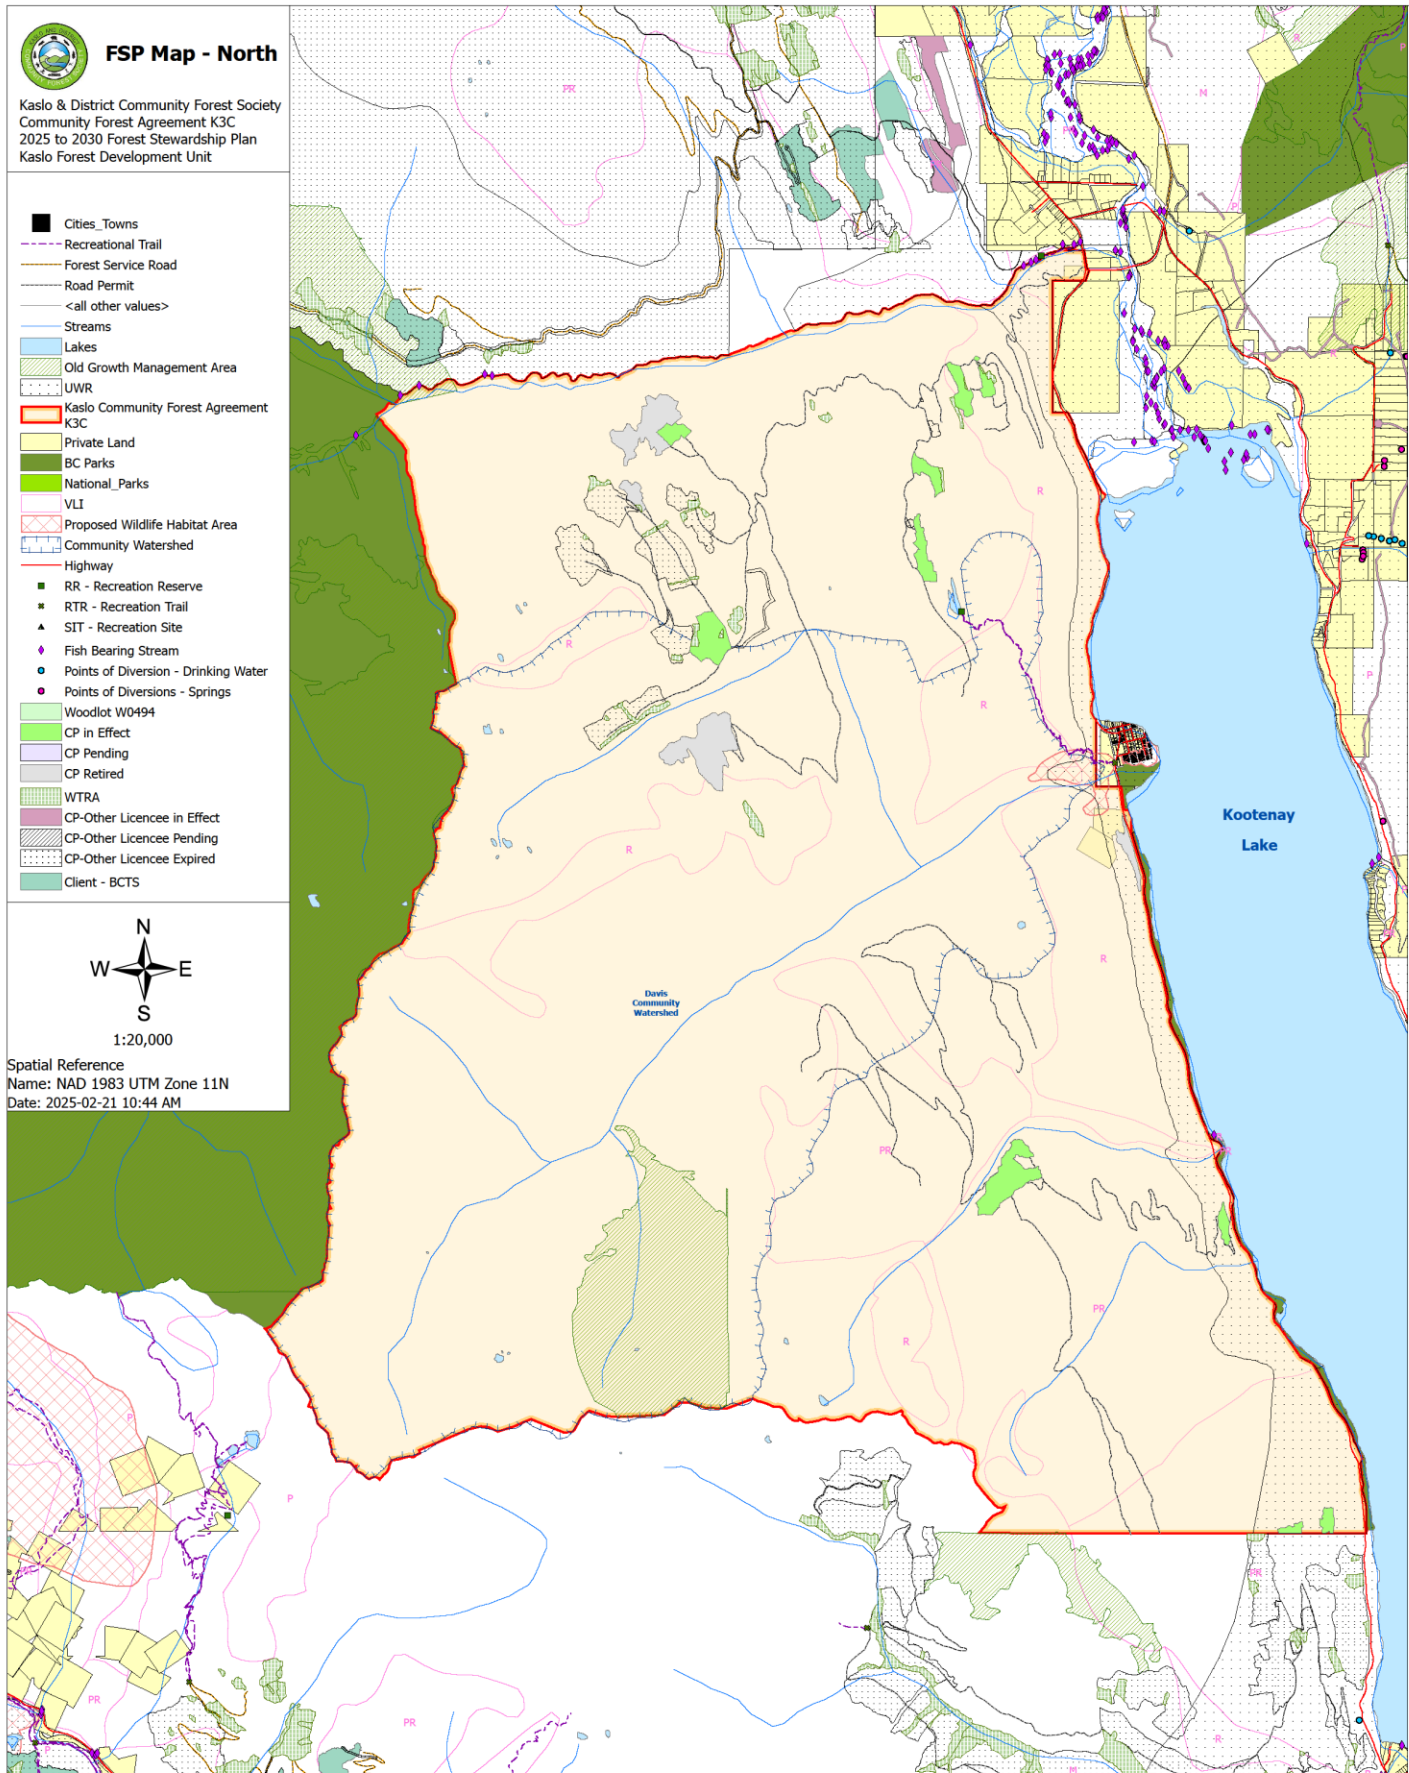 FSP Map - North
Kaslo & District Community Forest Society
Community Forest Agreement K3C
2025 to 2030 Forest Stewardship Plan
Kaslo Forest Development Unit
Cities_Towns
Recreational Trail
Forest Service Road
Road Permit
<all other values>
Streams
Lakes
Old Growth Management Area
UWR
Kaslo Community Forest Agreement
K3C
Private Land
BC Parks
National_Parks
VLI
Proposed Wildlife Habitat Area
Community Watershed
Highway
RR - Recreation Reserve
RTR - Recreation Trail
SIT - Recreation Site
Fish Bearing Stream
Points of Diversion - Drinking Water
Points of Diversions - Springs
Woodlot W0494
CP in Effect
CP Pending
CP Retired
WTRA
CP-Other Licencee in Effect
CP-Other Licencee Pending
CP-Other Licencee Expired
Client - BCTS
N
W E
S
1:20,000
Spatial Reference
Name: NAD 1983 UTM Zone 11N
Date: 2025-02-21 10:44 AM
PR
M
R
R
R
R
P
Kootenay
Lake
R
R
Davis
Community
Watershed
PR
PR
R
P
P
PR
PR
R
M